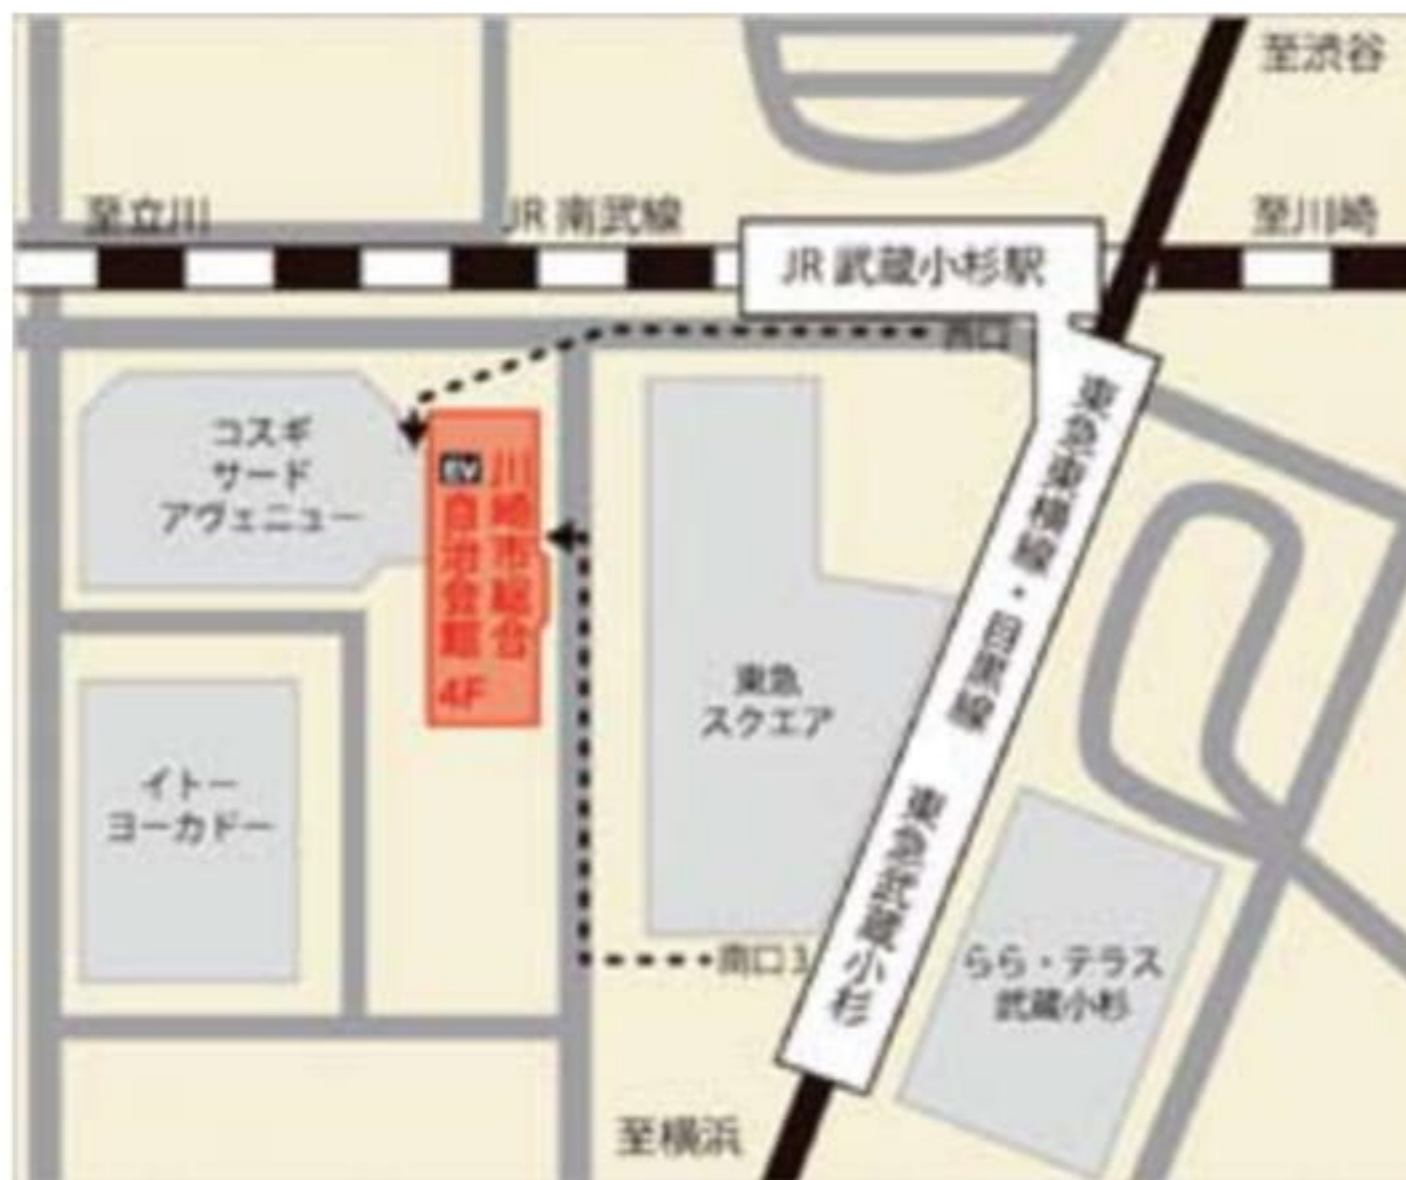 至渋谷
至立川
JR 南武線
至川崎
JR 武蔵小杉駅
コスギ
サード
アヴェニュー
EV
川崎市総合
自治会館
4F
東急東横線・目黒線
東急武蔵小杉
東急
スクエア
イトー
ヨーカドー
南口3
らら・テラス
武蔵小杉
至横浜